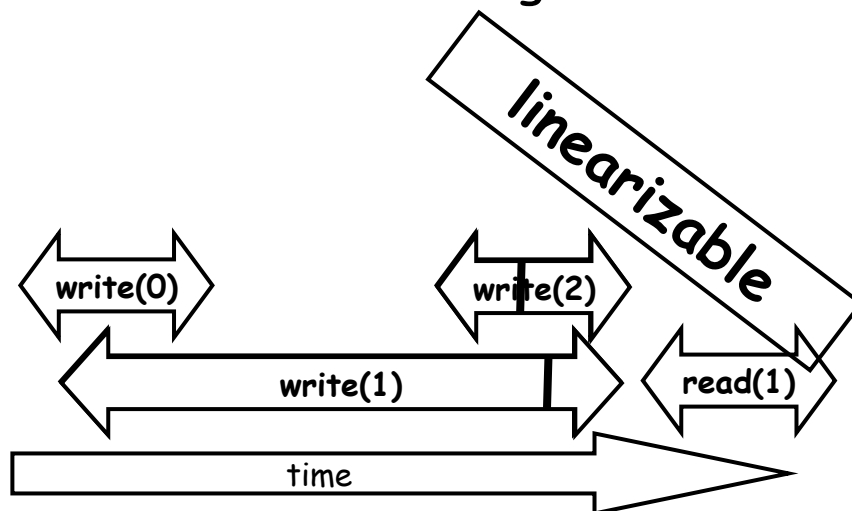 linearizable
write(0)
write(2)
write(1)
read(1)
time